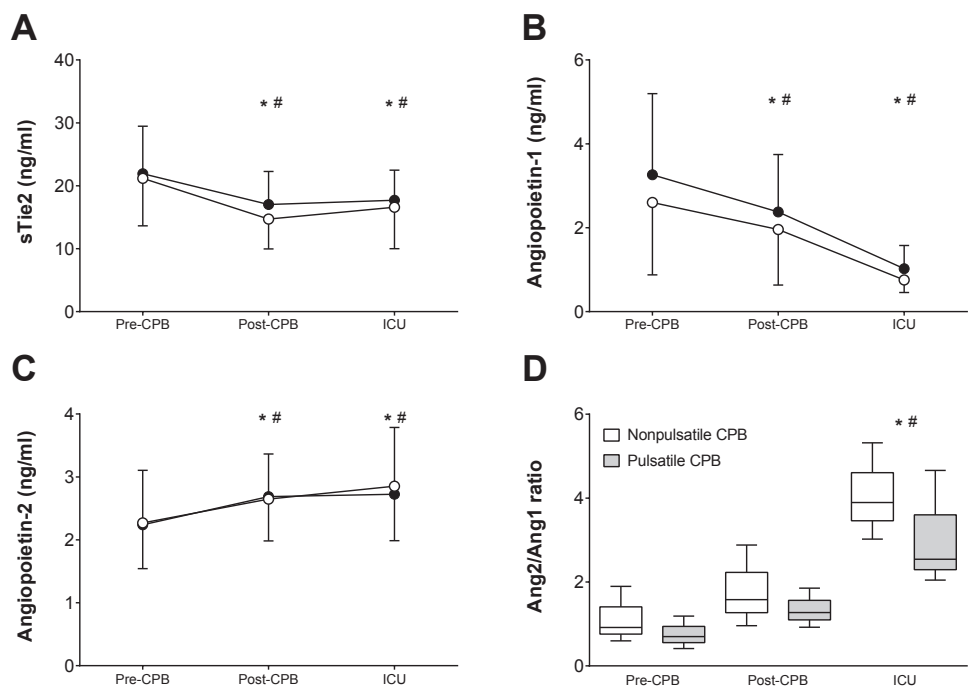 A
40
30
20
10
0
sTie2 (ng/ml)
* #
* #
Pre-CPB
Post-CPB
ICU
B
6
4
2
0
Angiopoietin-1 (ng/ml)
* #
* #
Pre-CPB
Post-CPB
ICU
C
4
3
2
1
0
Angiopoietin-2 (ng/ml)
* #
* #
Pre-CPB
Post-CPB
ICU
D
6
4
2
0
Ang2/Ang1 ratio
Nonpulsatile CPB
Pulsatile CPB
* #
Pre-CPB
Post-CPB
ICU